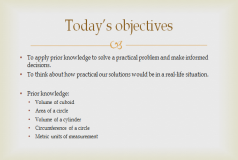 Today's objectives
• To apply prior knowledge to solve a practical problem and make informed
decisions.
• To think about how practical our solutions would be in a real-life situation.
• Prior knowledge:
• Volume of cuboid
• Area of a circle
• Volume of a cylinder
• Circumference of a circle
• Metric units of measurement